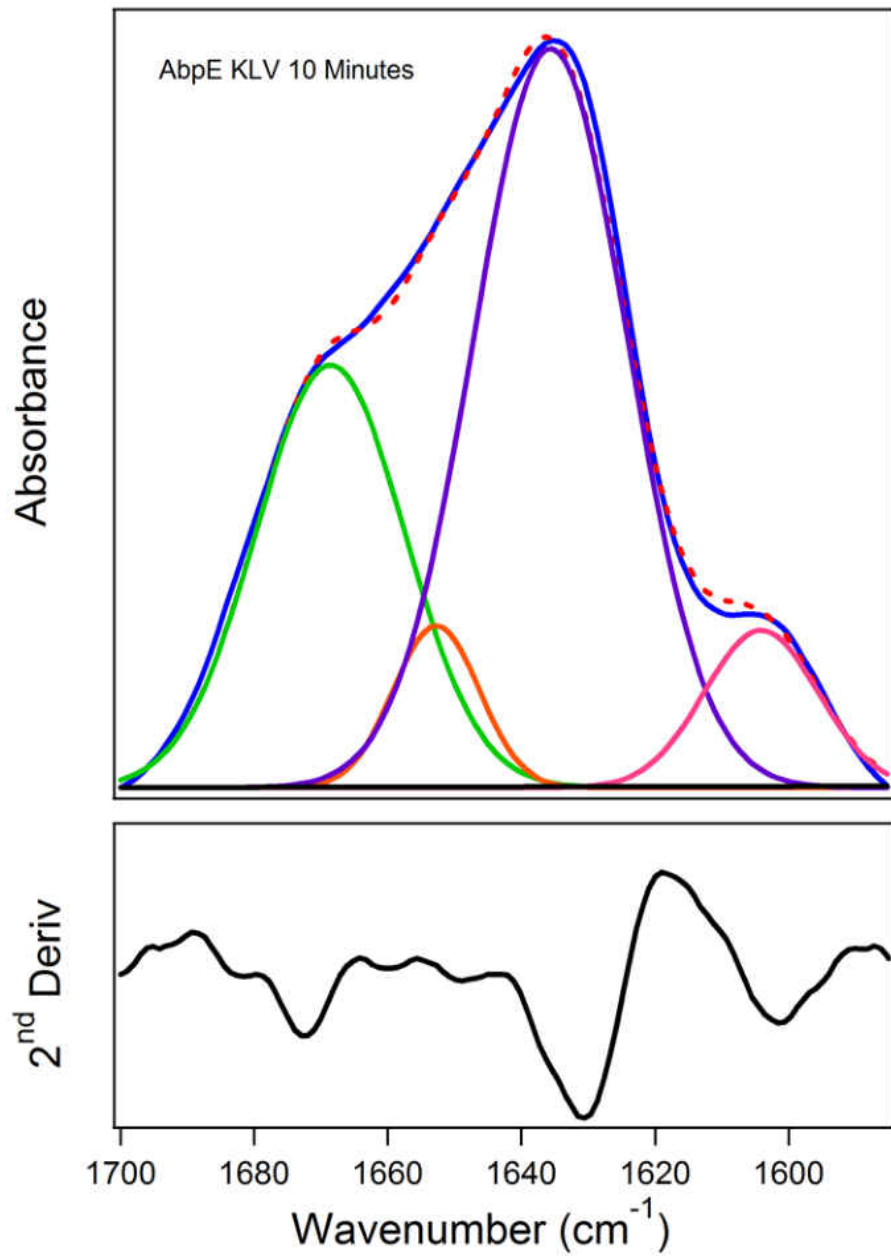 AbpE KLV 10 Minutes
Absorbance
2nd Deriv
1700 1680 1660 1640 1620 1600
Wavenumber (cm-1)